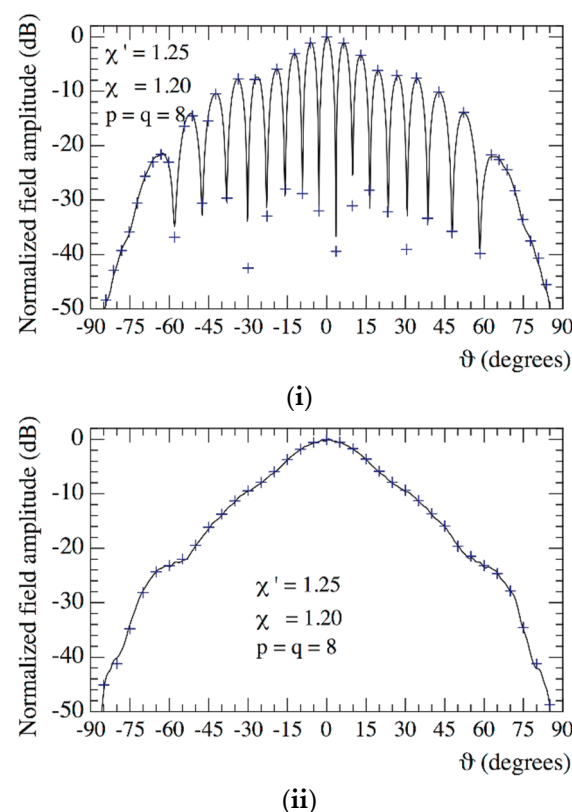 Normalized field amplitude (dB)
0
-10
-20
-30
-40
-50
χ' = 1.25
χ = 1.20
p = q = 8
-90 -75 -60 -45 -30 -15 0 15 30 45 60 75 90
ϑ (degrees)
(i)
Normalized field amplitude (dB)
0
-10
-20
-30
-40
-50
χ' = 1.25
χ = 1.20
p = q = 8
-90 -75 -60 -45 -30 -15 0 15 30 45 60 75 90
ϑ (degrees)
(ii)